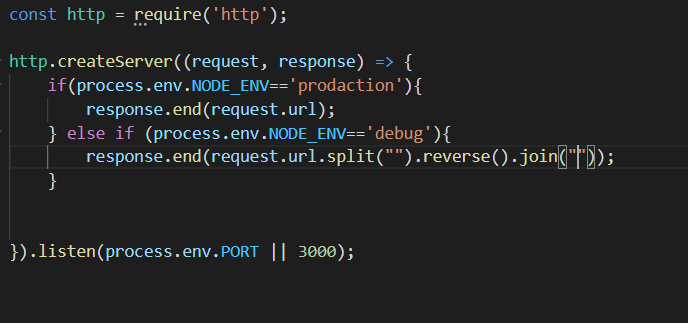 const http = require('http');
http.createServer((request, response) => {
if(process.env.NODE_ENV=='prodaction'){
response.end(request.url);
} else if (process.env.NODE_ENV=='debug'){
response.end(request.url.split("").reverse().join(""));
}
}).listen(process.env.PORT || 3000);